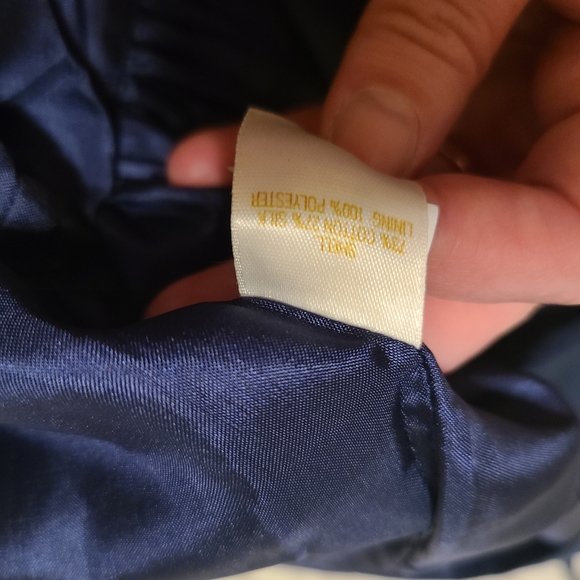 SHELL
73% COTTON 27% SILK
LINING 100% POLYESTER